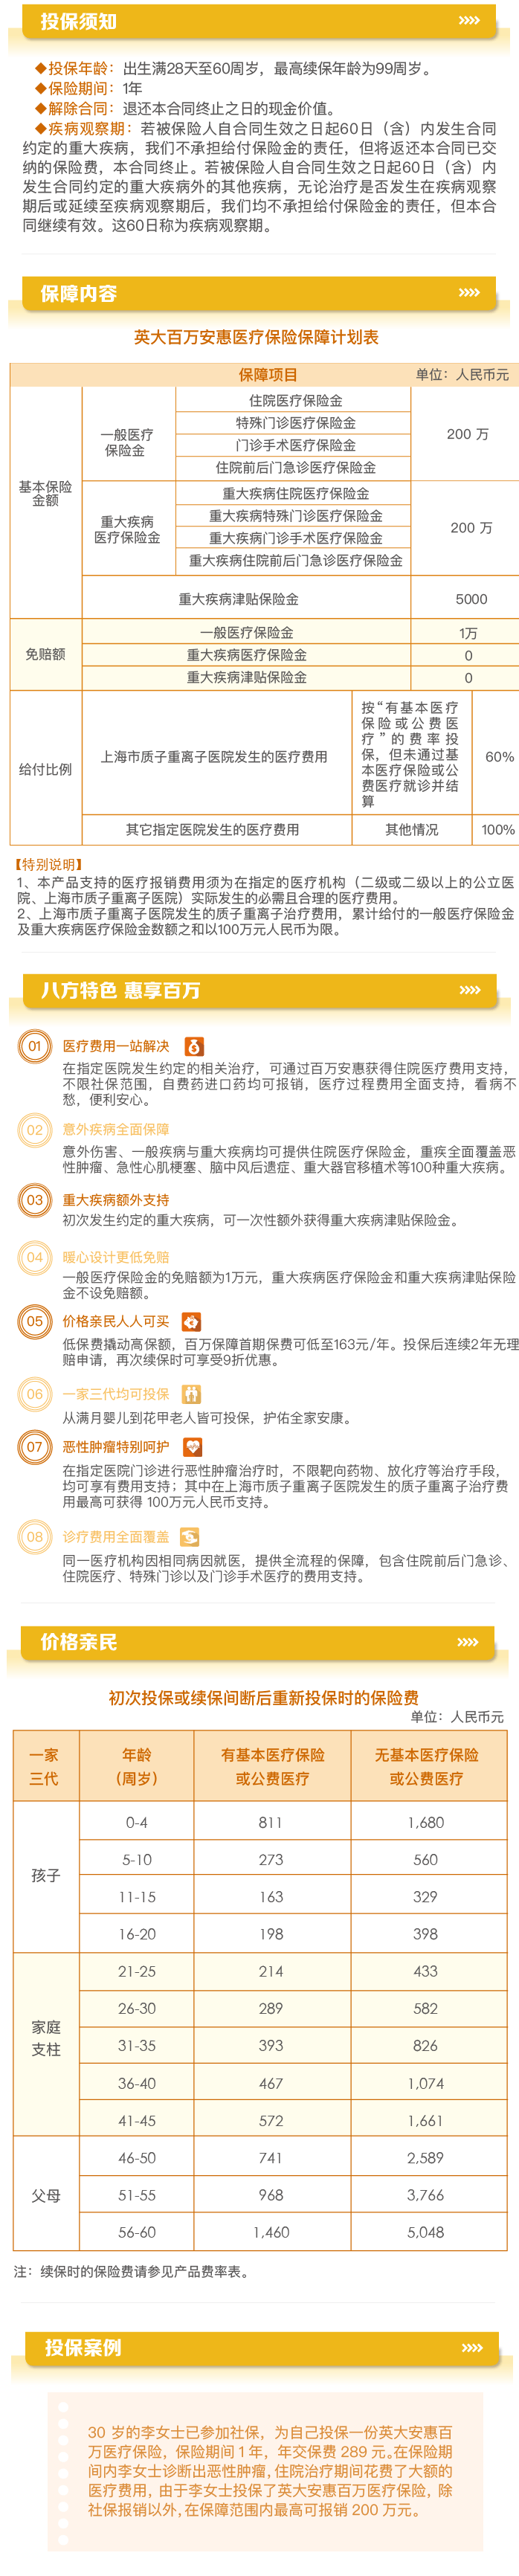 投保须知
◆投保年龄：出生满28天至60周岁，最高续保年龄为99周岁。
◆保险期间：1年
◆解除合同：退还本合同终止之日的现金价值。
◆疾病观察期：若被保险人自合同生效之日起60日（含）内发生合同
约定的重大疾病，我们不承担给付保险金的责任，但将返还本合同已交
纳的保险费，本合同终止。若被保险人自合同生效之日起60日（含）内
发生合同约定的重大疾病外的其他疾病，无论治疗是否发生在疾病观察
期后或延续至疾病观察期后，我们均不承担给付保险金的责任，但本合
同继续有效。这60日称为疾病观察期。
保障内容
英大百万安惠医疗保险保障计划表
保障项目 单位：人民币元
基本保险
金额
一般医疗
保险金
住院医疗保险金
特殊门诊医疗保险金
门诊手术医疗保险金
住院前后门急诊医疗保险金
200 万
重大疾病
医疗保险金
重大疾病住院医疗保险金
重大疾病特殊门诊医疗保险金
重大疾病门诊手术医疗保险金
重大疾病住院前后门急诊医疗保险金
200 万
重大疾病津贴保险金 5000
免赔额
一般医疗保险金 1万
重大疾病医疗保险金 0
重大疾病津贴保险金 0
给付比例
上海市质子重离子医院发生的医疗费用
按“有基本医疗
保险或公费医
疗”的费率投
保，但未通过基
本医疗保险或公
费医疗就诊并结
算
60%
其它指定医院发生的医疗费用 其他情况 100%
【特别说明】
1、本产品支持的医疗报销费用须为在指定的医疗机构（二级或二级以上的公立医
院、上海市质子重离子医院）实际发生的必需且合理的医疗费用。
2、上海市质子重离子医院发生的质子重离子治疗费用，累计给付的一般医疗保险金
及重大疾病医疗保险金数额之和以100万元人民币为限。
八方特色 惠享百万
01 医疗费用一站解决
在指定医院发生约定的相关治疗，可通过百万安惠获得住院医疗费用支持，
不限社保范围，自费药进口药均可报销，医疗过程费用全面支持，看病不
愁，便利安心。
02 意外疾病全面保障
意外伤害、一般疾病与重大疾病均可提供住院医疗保险金，重疾全面覆盖恶
性肿瘤、急性心肌梗塞、脑中风后遗症、重大器官移植术等100种重大疾病。
03 重大疾病额外支持
初次发生约定的重大疾病，可一次性额外获得重大疾病津贴保险金。
04 暖心设计更低免赔
一般医疗保险金的免赔额为1万元，重大疾病医疗保险金和重大疾病津贴保险
金不设免赔额。
05 价格亲民人人可买
低保费撬动高保额，百万保障首期保费可低至163元/年。投保后连续2年无理
赔申请，再次续保时可享受9折优惠。
06 一家三代均可投保
从满月婴儿到花甲老人皆可投保，护佑全家安康。
07 恶性肿瘤特别呵护
在指定医院门诊进行恶性肿瘤治疗时，不限靶向药物、放化疗等治疗手段，
均可享有费用支持；其中在上海市质子重离子医院发生的质子重离子治疗费
用最高可获得 100万元人民币支持。
08 诊疗费用全面覆盖
同一医疗机构因相同病因就医，提供全流程的保障，包含住院前后门急诊、
住院医疗、特殊门诊以及门诊手术医疗的费用支持。
价格亲民
初次投保或续保间断后重新投保时的保险费
单位：人民币元
一家
三代
年龄
（周岁）
有基本医疗保险
或公费医疗
无基本医疗保险
或公费医疗
孩子
0-4 811 1,680
5-10 273 560
11-15 163 329
16-20 198 398
家庭
支柱
21-25 214 433
26-30 289 582
31-35 393 826
36-40 467 1,074
41-45 572 1,661
父母
46-50 741 2,589
51-55 968 3,766
56-60 1,460 5,048
注：续保时的保险费请参见产品费率表。
投保案例
30 岁的李女士已参加社保，为自己投保一份英大安惠百
万医疗保险，保险期间 1 年，年交保费 289 元。在保险期
间内李女士诊断出恶性肿瘤，住院治疗期间花费了大额的
医疗费用，由于李女士投保了英大安惠百万医疗保险，除
社保报销以外，在保障范围内最高可报销 200 万元。